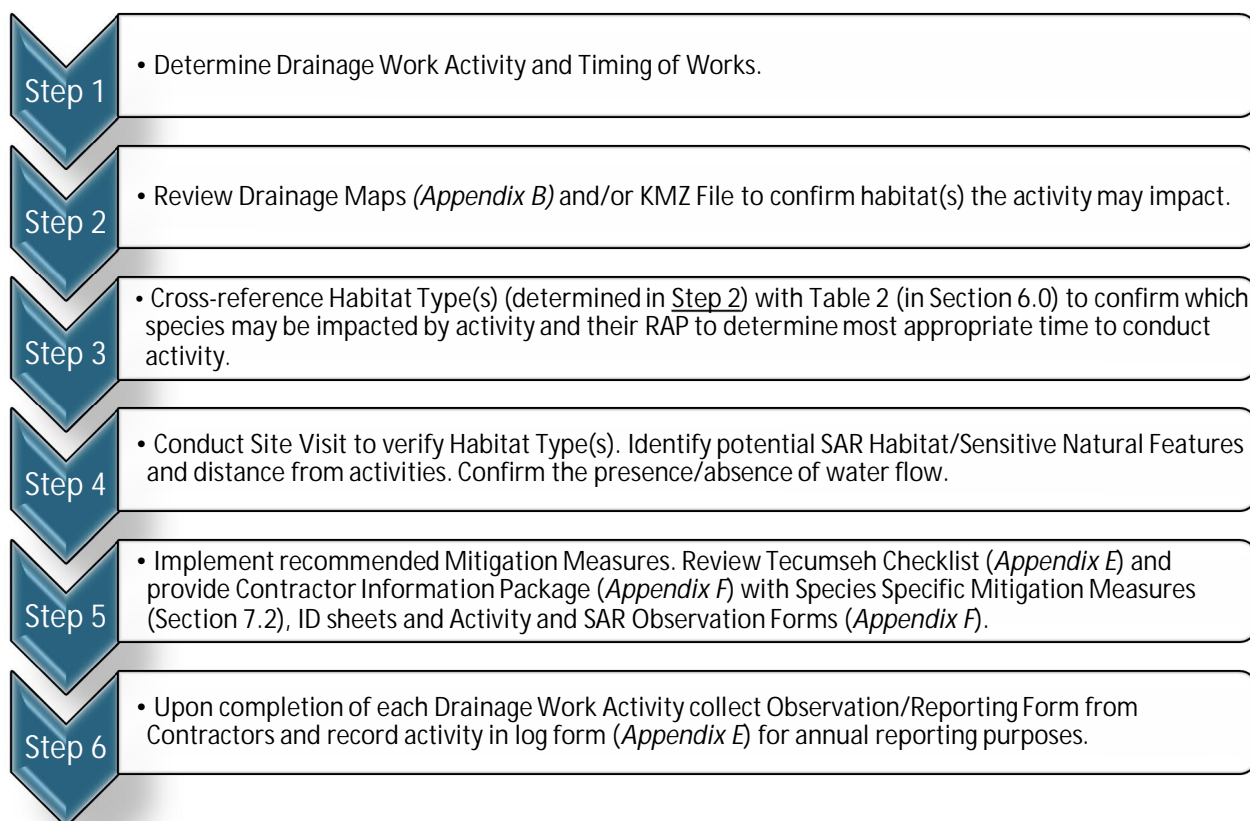 Step 1
• Determine Drainage Work Activity and Timing of Works.
Step 2
• Review Drainage Maps (Appendix B) and/or KMZ File to confirm habitat(s) the activity may impact.
Step 3
• Cross-reference Habitat Type(s) (determined in Step 2) with Table 2 (in Section 6.0) to confirm which
species may be impacted by activity and their RAP to determine most appropriate time to conduct
activity.
Step 4
• Conduct Site Visit to verify Habitat Type(s). Identify potential SAR Habitat/Sensitive Natural Features
and distance from activities. Confirm the presence/absence of water flow.
Step 5
• Implement recommended Mitigation Measures. Review Tecumseh Checklist (Appendix E) and
provide Contractor Information Package (Appendix F) with Species Specific Mitigation Measures
(Section 7.2), ID sheets and Activity and SAR Observation Forms (Appendix F).
Step 6
• Upon completion of each Drainage Work Activity collect Observation/Reporting Form from
Contractors and record activity in log form (Appendix E) for annual reporting purposes.